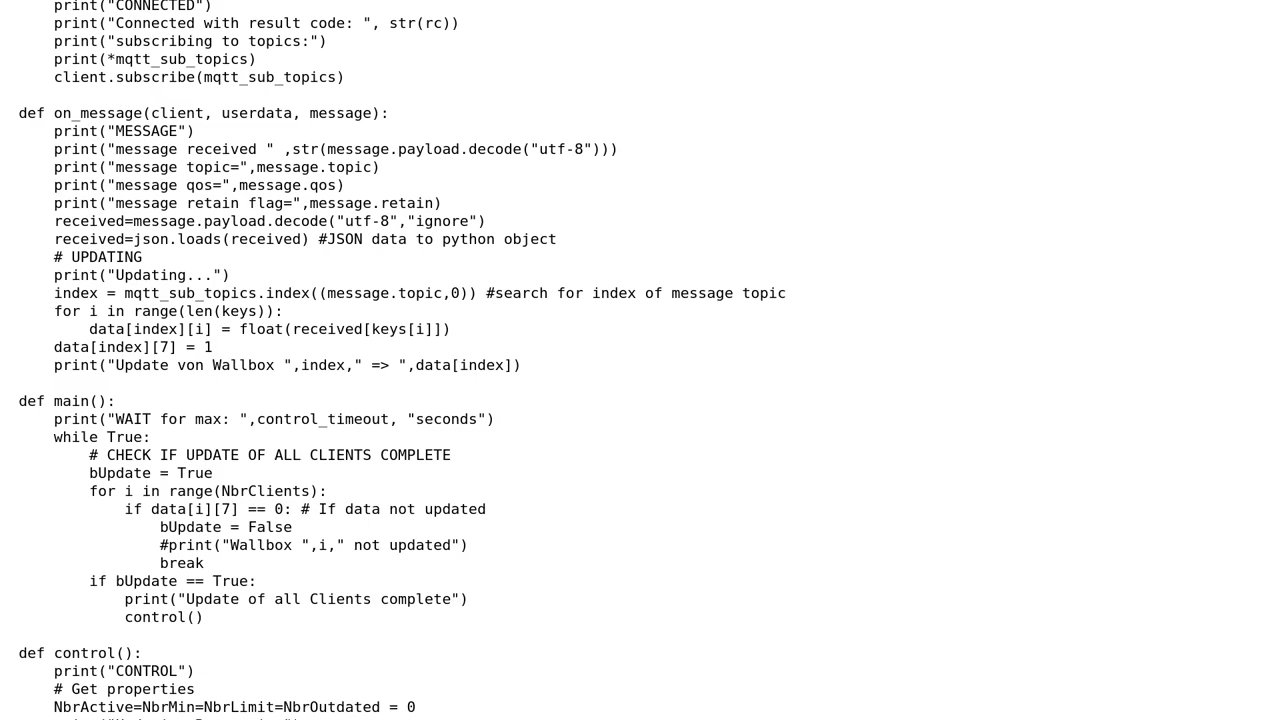 print("CONNECTED")
print("Connected with result code: ", str(rc))
print("subscribing to topics:")
print(*mqtt_sub_topics)
client.subscribe(mqtt_sub_topics)
def on_message(client, userdata, message):
print("MESSAGE")
print("message received " ,str(message.payload.decode("utf-8")))
print("message topic=",message.topic)
print("message qos=",message.qos)
print("message retain flag=",message.retain)
received=message.payload.decode("utf-8","ignore")
received=json.loads(received) #JSON data to python object
# UPDATING
print("Updating...")
index = mqtt_sub_topics.index((message.topic,0)) #search for index of message topic
for i in range(len(keys)):
data[index][i] = float(received[keys[i]])
data[index][7] = 1
print("Update von Wallbox ",index," => ",data[index])
def main():
print("WAIT for max: ",control_timeout, "seconds")
while True:
# CHECK IF UPDATE OF ALL CLIENTS COMPLETE
bUpdate = True
for i in range(NbrClients):
if data[i][7] == 0: # If data not updated
bUpdate = False
#print("Wallbox ",i," not updated")
break
if bUpdate == True:
print("Update of all Clients complete")
control()
def control():
print("CONTROL")
# Get properties
NbrActive=NbrMin=NbrLimit=NbrOutdated = 0